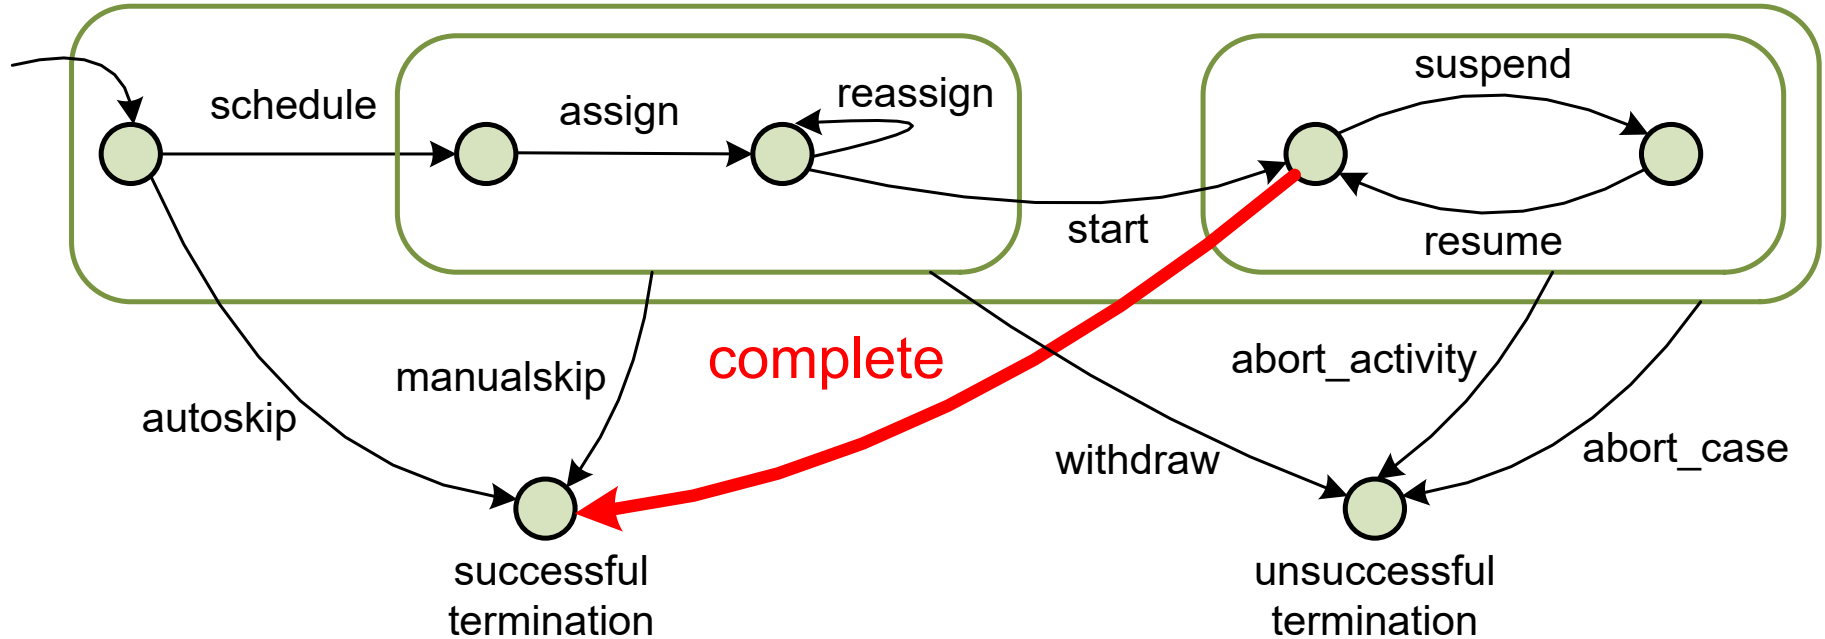 suspend
reassign
schedule
assign
start
resume
complete
abort_activity
manualskip
autoskip
withdraw
abort_case
successful
termination
unsuccessful
termination